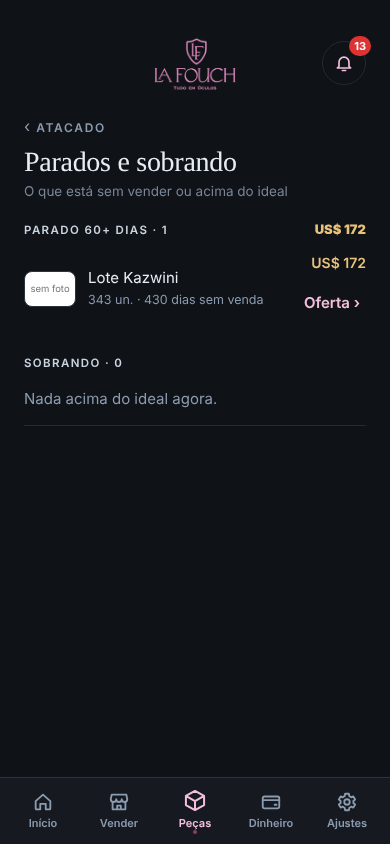 LF
LA FOUCH
TUDO EM ÓCULOS
13
‹ ATACADO
Parados e sobrando
O que está sem vender ou acima do ideal
PARADO 60+ DIAS · 1
US$ 172
US$ 172
sem foto
Lote Kazwini
343 un. · 430 dias sem venda
Oferta ›
SOBRANDO · 0
Nada acima do ideal agora.
Início
Vender
Peças
Dinheiro
Ajustes